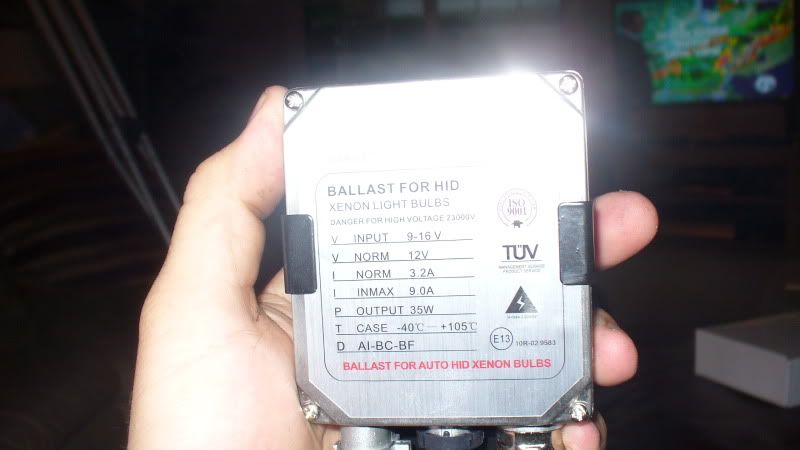 BALLAST FOR HID
XENON LIGHT BULBS
DANGER FOR HIGH VOLTAGE 23000V
V INPUT 9-16 V
V NORM 12V
I NORM 3.2A
I INMAX 9.0A
P OUTPUT 35W
T CASE -40℃ — +105℃
D AI-BC-BF
ISO
9001
TÜV
PRODUCT SERVICE
E13 10R-02 9583
BALLAST FOR AUTO HID XENON BULBS